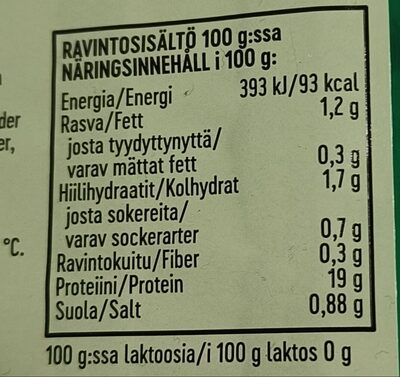 RAVINTOSISÄLTÖ 100 g:ssa
NÄRINGSINNEHÅLL i 100 g:
Energia/Energi 393 kJ/93 kcal
Rasva/Fett 1,2 g
josta tyydyttynyttä/
varav mättat fett 0,3 g
Hiilihydraatit/Kolhydrat 1,7 g
josta sokereita/
varav sockerarter 0,7 g
Ravintokuitu/Fiber 0,3 g
Proteiini/Protein 19 g
Suola/Salt 0,88 g
100 g:ssa laktoosia/i 100 g laktos 0 g
der
er,
°C.